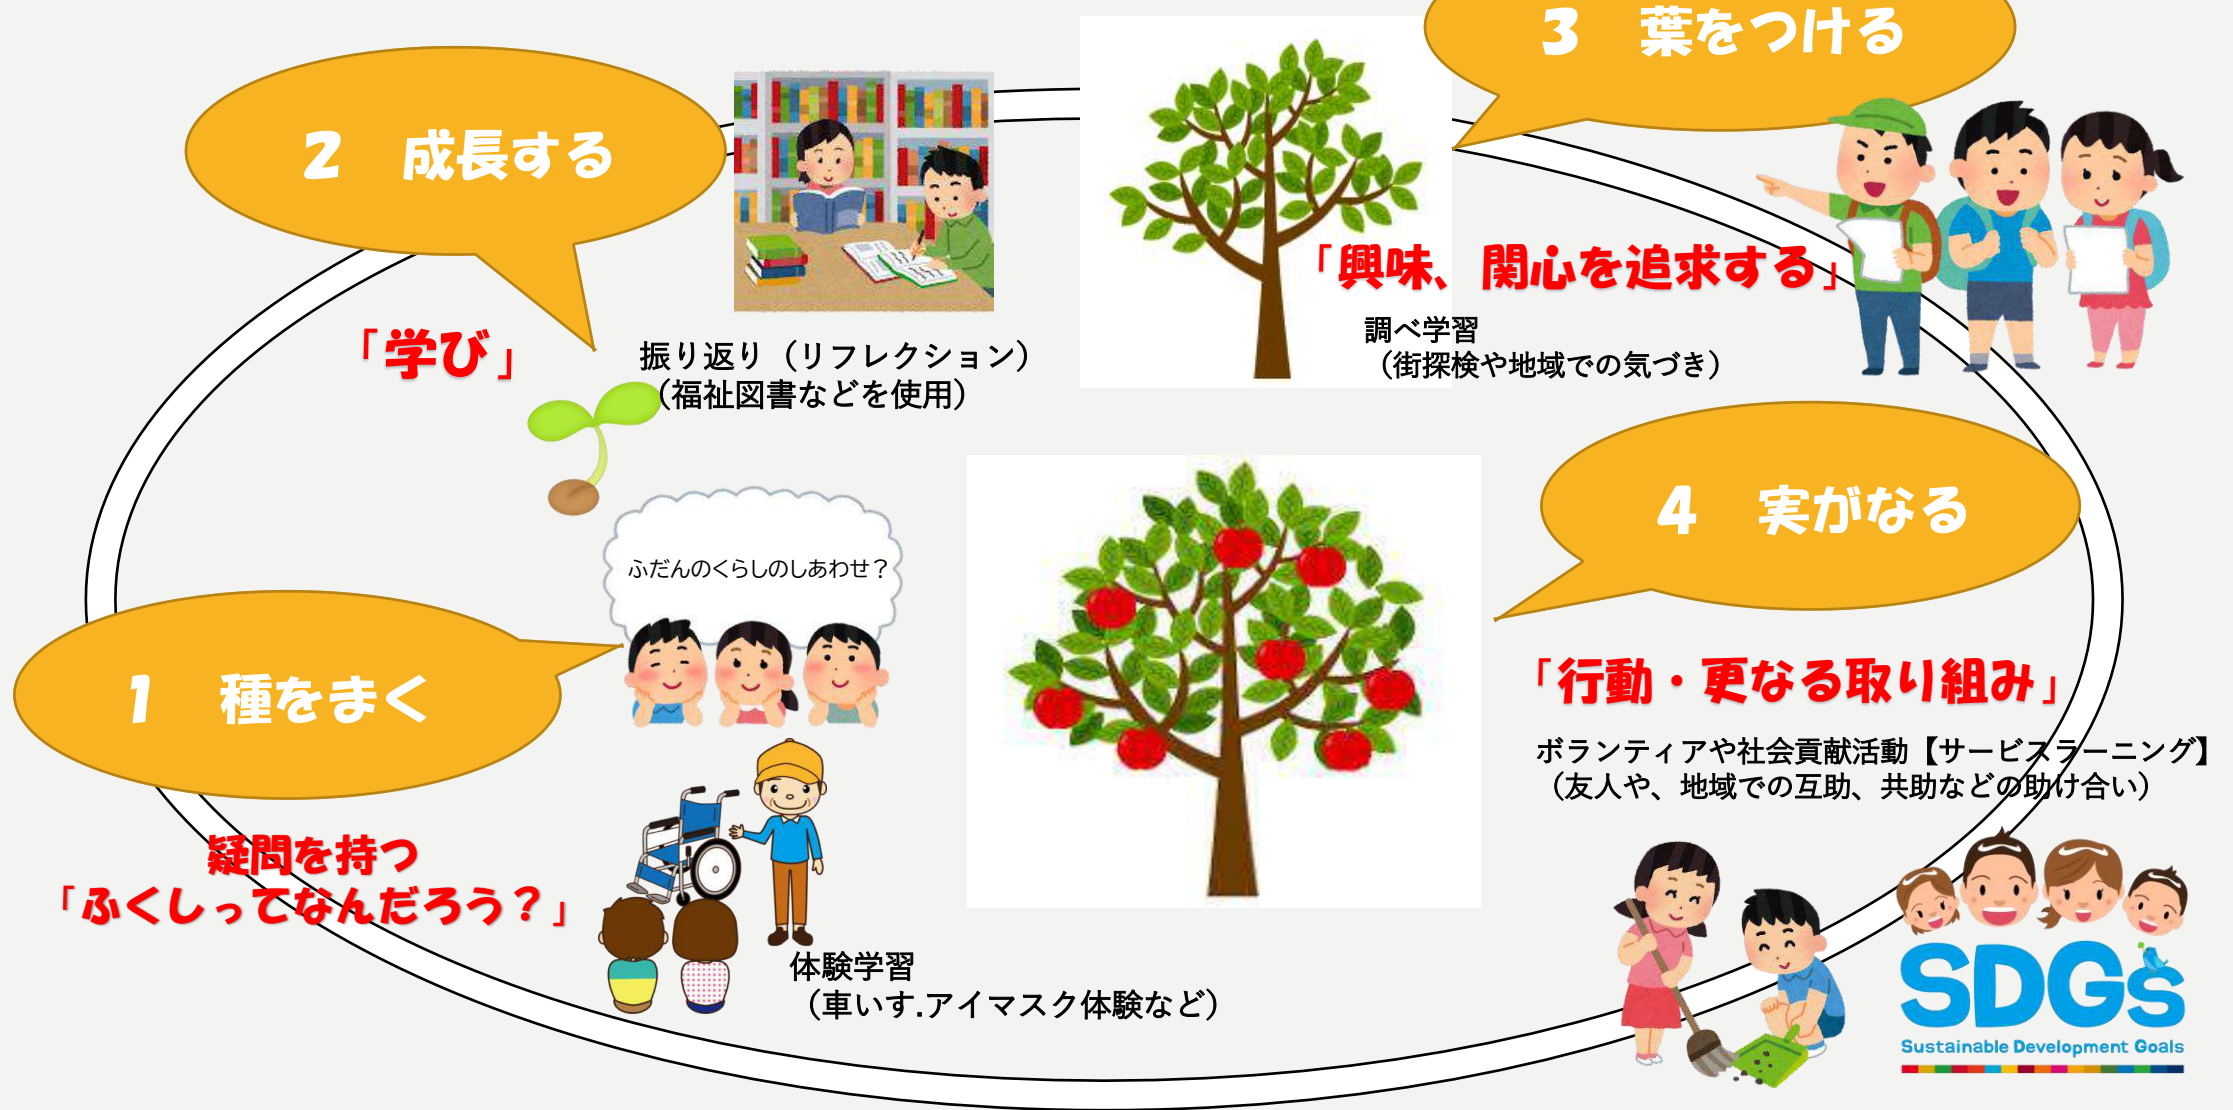 1 種をまく
疑問を持つ
「ふくしってなんだろう？」
ふだんのくらしのしあわせ？
体験学習
（車いす.アイマスク体験など）
2 成長する
「学び」
振り返り（リフレクション）
（福祉図書などを使用）
3 葉をつける
「興味、関心を追求する」
調べ学習
（街探検や地域での気づき）
4 実がなる
「行動・更なる取り組み」
ボランティアや社会貢献活動【サービスラーニング】
（友人や、地域での互助、共助などの助け合い）
SDGs
Sustainable Development Goals